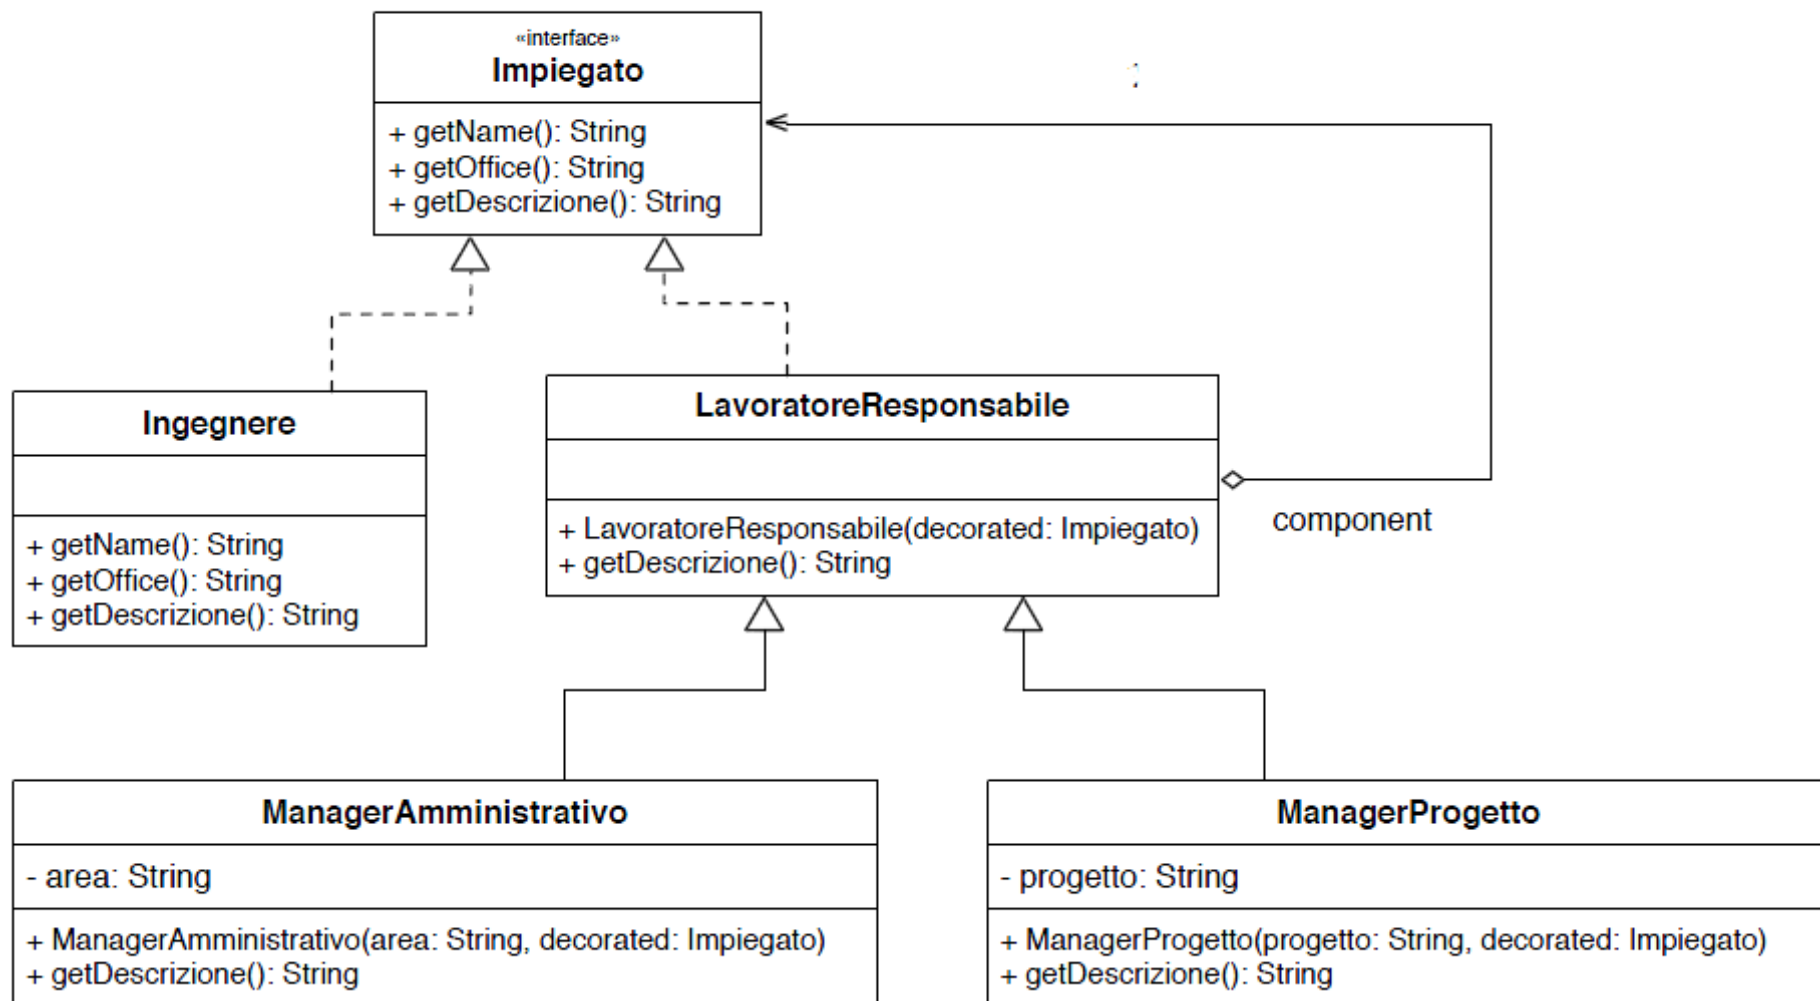 «interface»
Impiegato
+ getName(): String
+ getOffice(): String
+ getDescrizione(): String
Ingegnere
+ getName(): String
+ getOffice(): String
+ getDescrizione(): String
LavoratoreResponsabile
+ LavoratoreResponsabile(decorated: Impiegato)
+ getDescrizione(): String
component
ManagerAmministrativo
- area: String
+ ManagerAmministrativo(area: String, decorated: Impiegato)
+ getDescrizione(): String
ManagerProgetto
- progetto: String
+ ManagerProgetto(progetto: String, decorated: Impiegato)
+ getDescrizione(): String